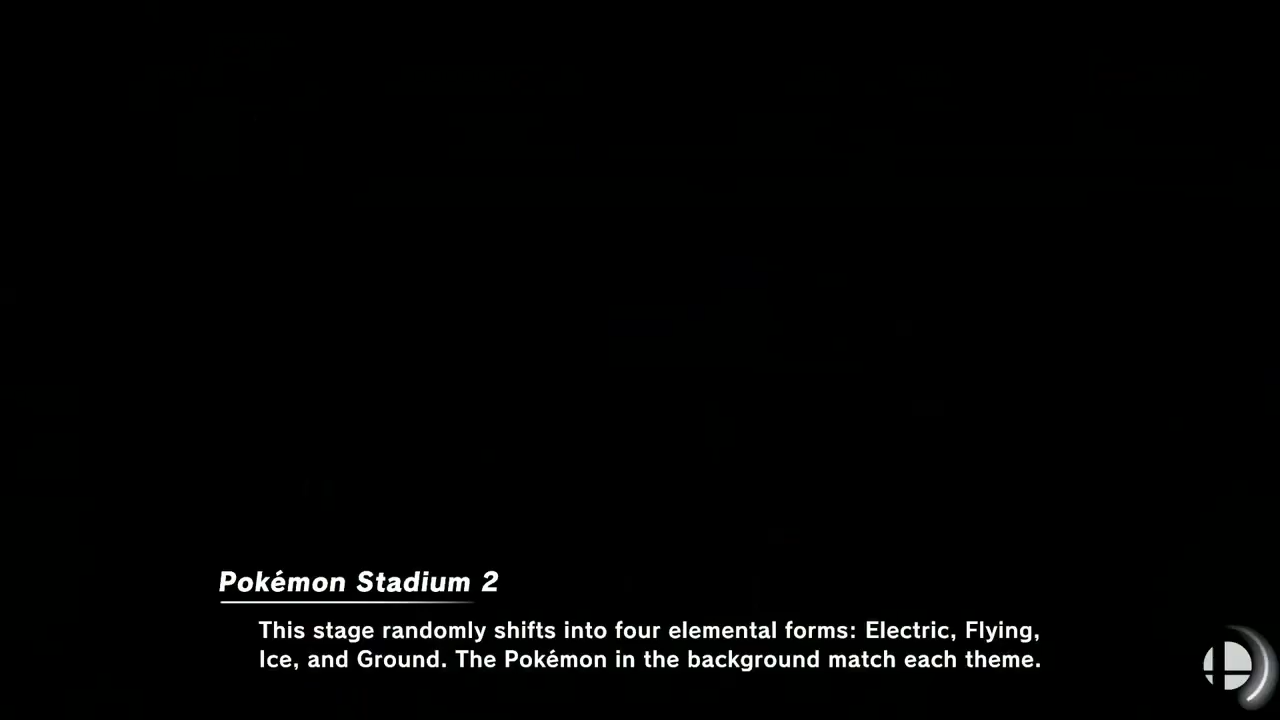 Pokémon Stadium 2
This stage randomly shifts into four elemental forms: Electric, Flying,
Ice, and Ground. The Pokémon in the background match each theme.